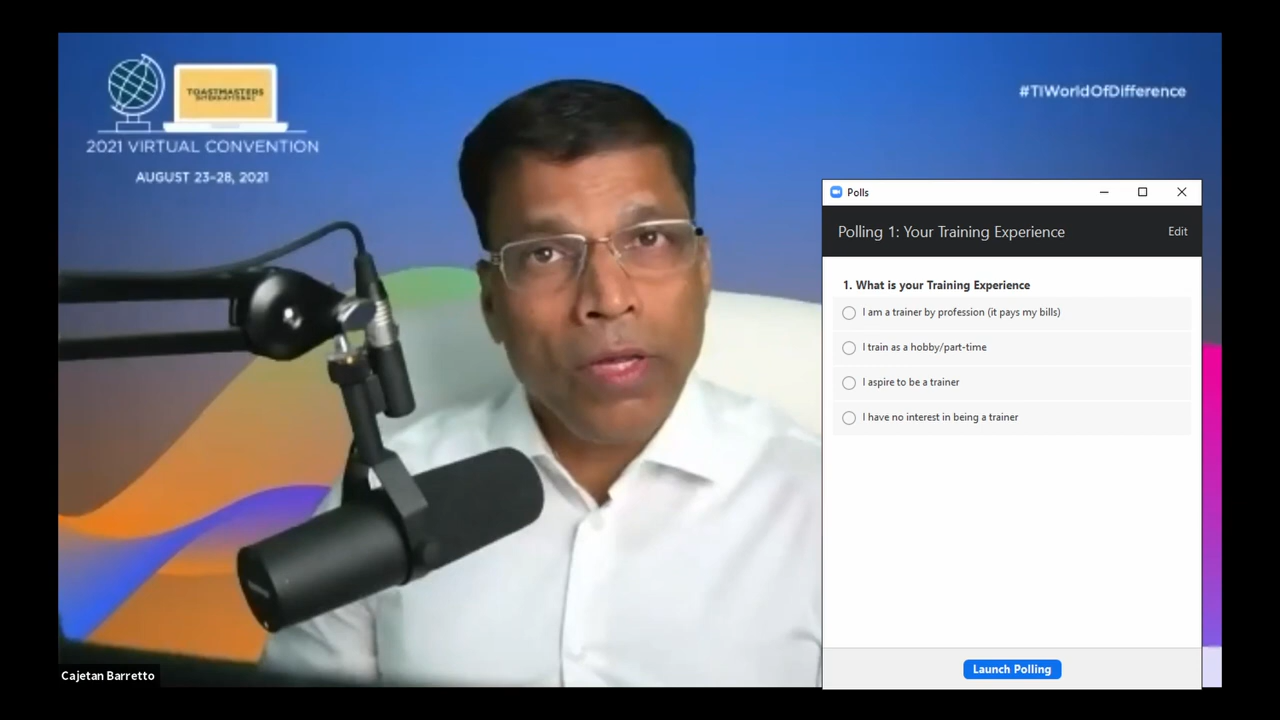 TOASTMASTERS
INTERNATIONAL
2021 VIRTUAL CONVENTION
AUGUST 23-28, 2021
#TIWorldOfDifference
Polls
Polling 1: Your Training Experience
Edit
1. What is your Training Experience
I am a trainer by profession (it pays my bills)
I train as a hobby/part-time
I aspire to be a trainer
I have no interest in being a trainer
Launch Polling
Cajetan Barretto